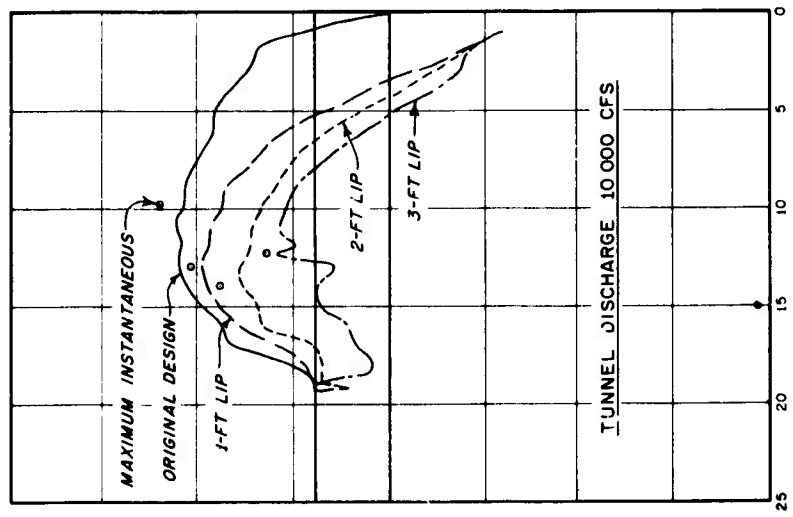 MAXIMUM INSTANTANEOUS
ORIGINAL DESIGN
1-FT LIP
2-FT LIP
3-FT LIP
TUNNEL DISCHARGE 10 000 CFS
0
5
10
15
20
25